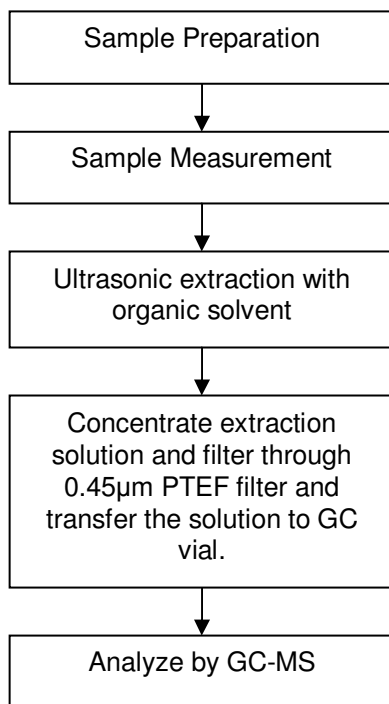 Sample Preparation
Sample Measurement
Ultrasonic extraction with
organic solvent
Concentrate extraction
solution and filter through
0.45µm PTEF filter and
transfer the solution to GC
vial.
Analyze by GC-MS